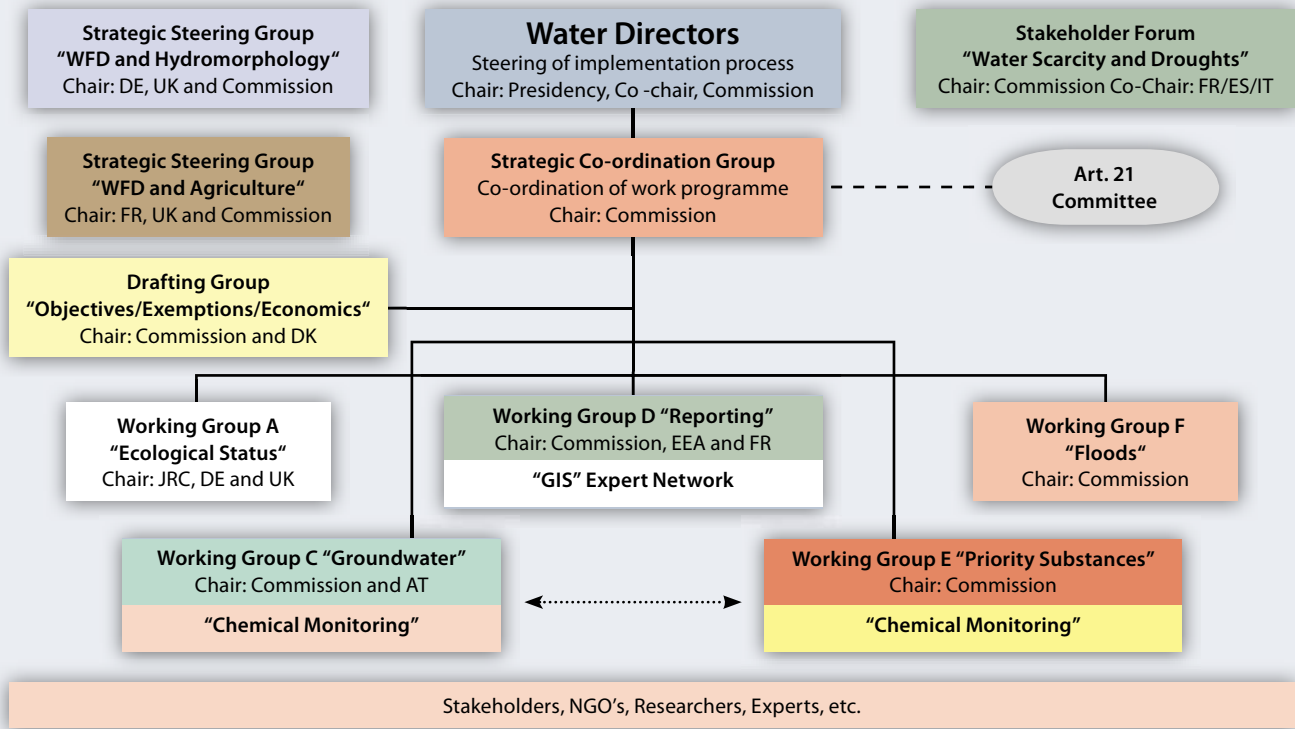 Strategic Steering Group
“WFD and Hydromorphology“
Chair: DE, UK and Commission
Water Directors
Steering of implementation process
Chair: Presidency, Co -chair, Commission
Stakeholder Forum
“Water Scarcity and Droughts”
Chair: Commission Co-Chair: FR/ES/IT
Strategic Steering Group
“WFD and Agriculture“
Chair: FR, UK and Commission
Strategic Co-ordination Group
Co-ordination of work programme
Chair: Commission
Art. 21
Committee
Drafting Group
“Objectives/Exemptions/Economics“
Chair: Commission and DK
Working Group A
“Ecological Status“
Chair: JRC, DE and UK
Working Group D “Reporting”
Chair: Commission, EEA and FR
“GIS” Expert Network
Working Group F
“Floods“
Chair: Commission
Working Group C “Groundwater”
Chair: Commission and AT
“Chemical Monitoring”
Working Group E “Priority Substances”
Chair: Commission
“Chemical Monitoring”
Stakeholders, NGO’s, Researchers, Experts, etc.